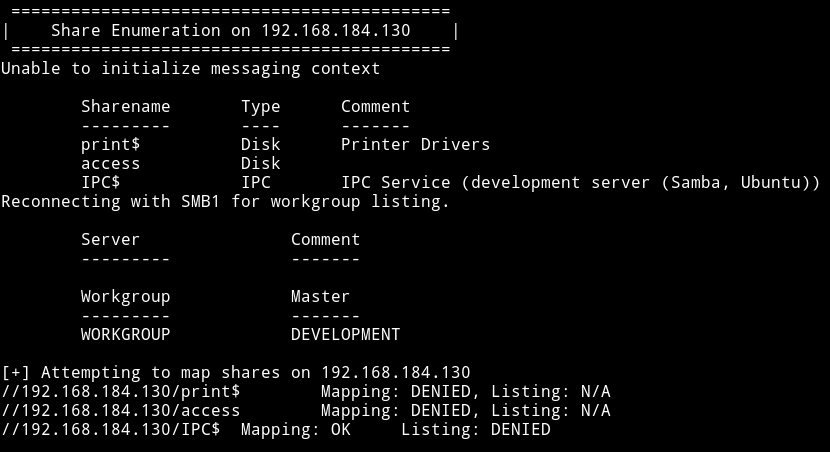 ============================================
|    Share Enumeration on 192.168.184.130    |
 ============================================
Unable to initialize messaging context

        Sharename       Type      Comment
        ---------       ----      -------
        print$          Disk      Printer Drivers
        access          Disk
        IPC$            IPC       IPC Service (development server (Samba, Ubuntu))
Reconnecting with SMB1 for workgroup listing.

        Server               Comment
        ---------            -------

        Workgroup            Master
        ---------            -------
        WORKGROUP            DEVELOPMENT

[+] Attempting to map shares on 192.168.184.130
//192.168.184.130/print$        Mapping: DENIED, Listing: N/A
//192.168.184.130/access        Mapping: DENIED, Listing: N/A
//192.168.184.130/IPC$  Mapping: OK     Listing: DENIED